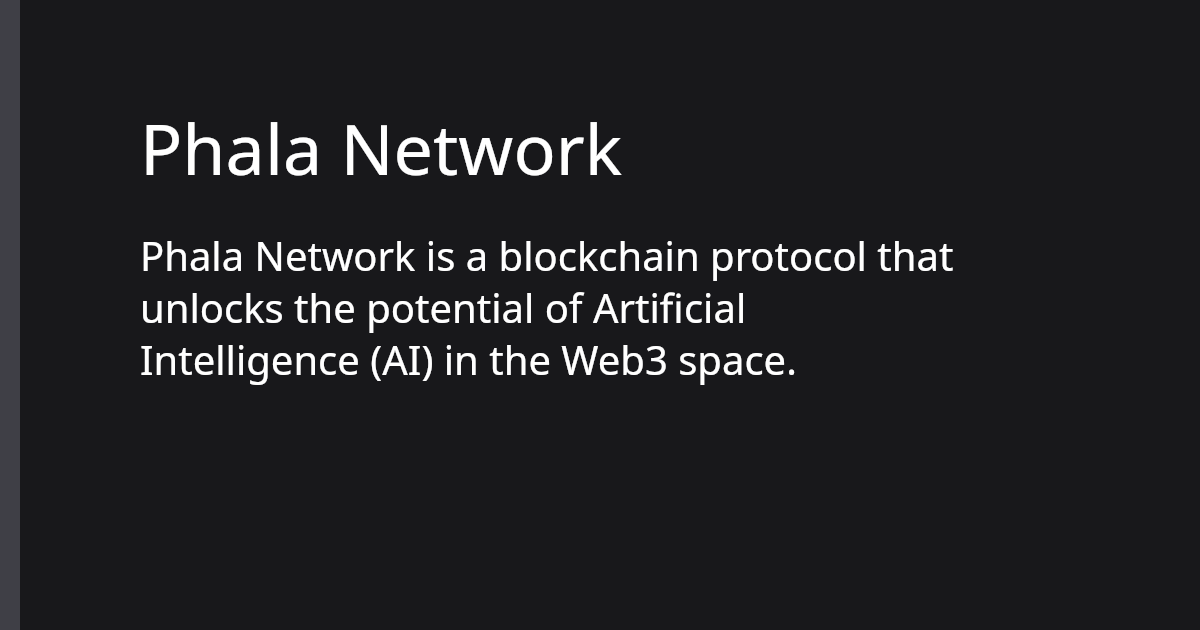 Phala Network
Phala Network is a blockchain protocol that
unlocks the potential of Artificial
Intelligence (AI) in the Web3 space.